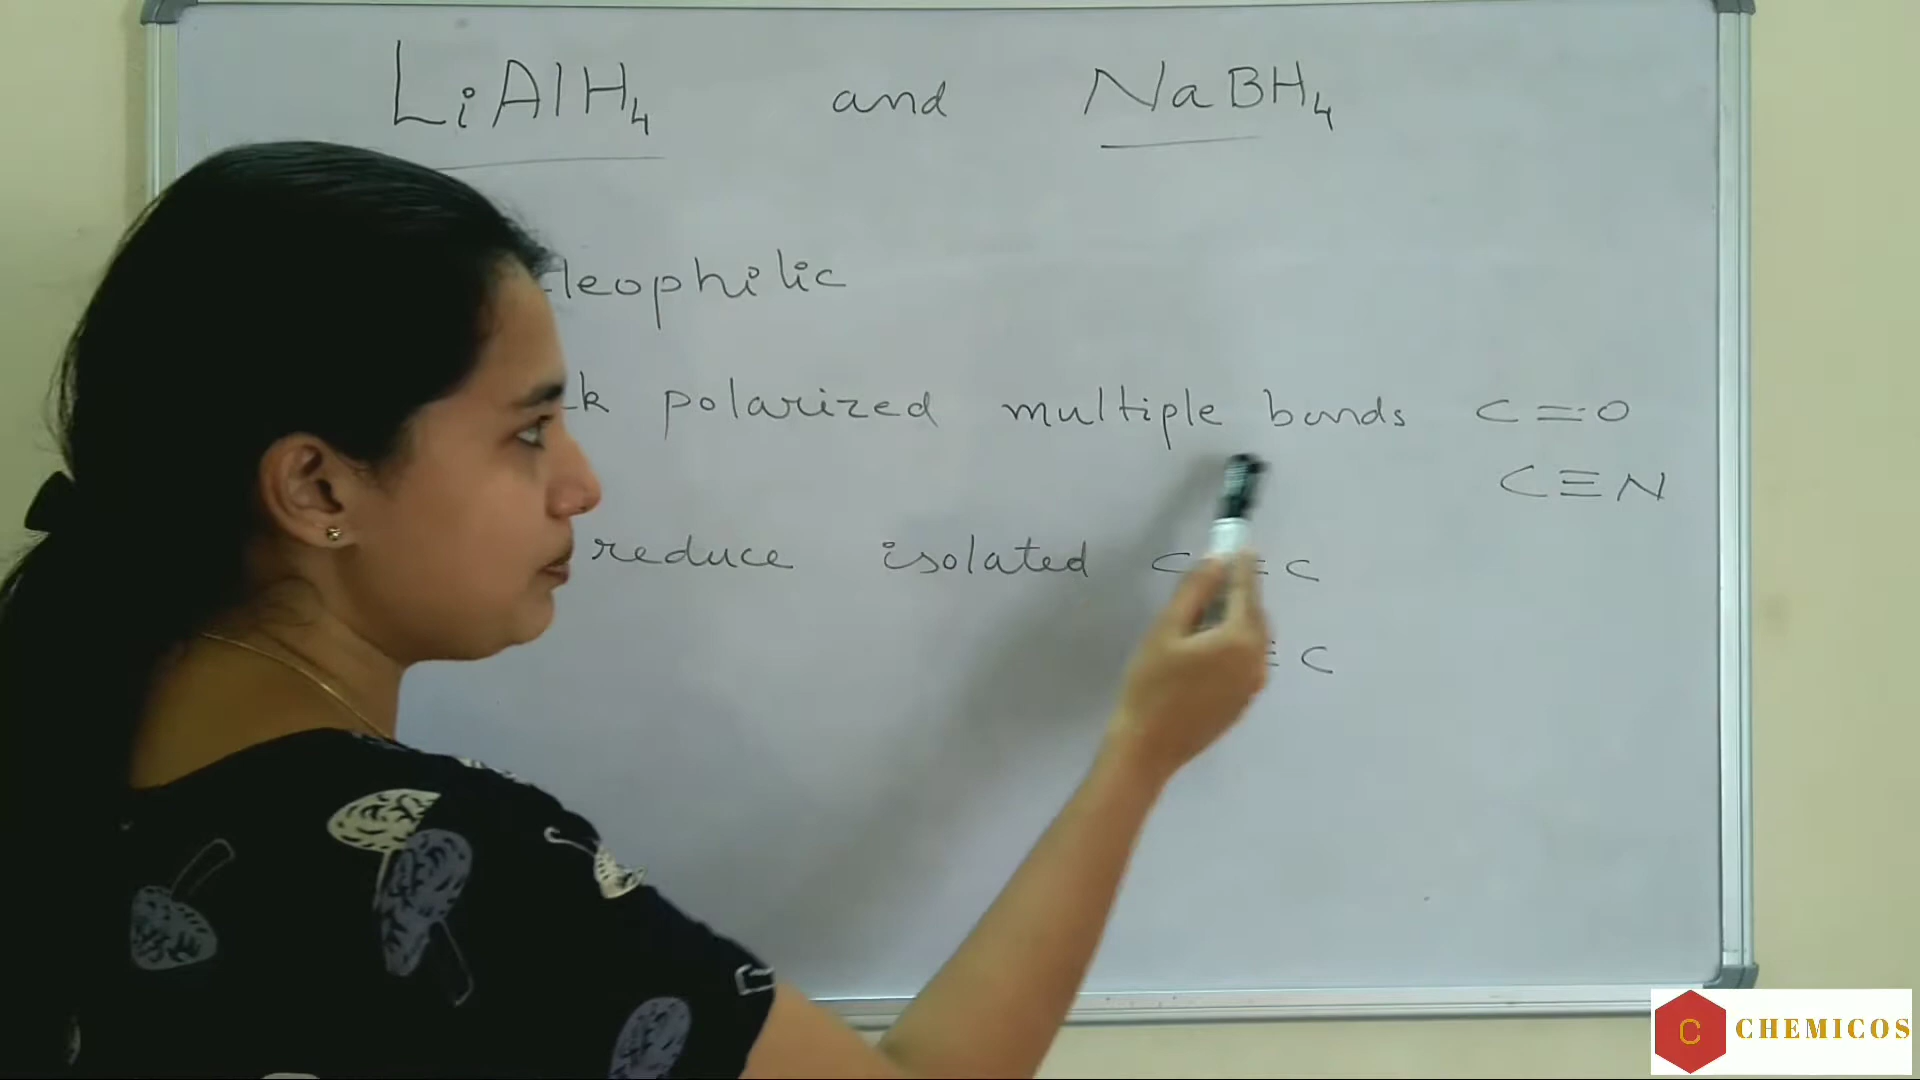 LiAlH₄ and NaBH₄
leophilic
polarized multiple bonds C=O
C≡N
reduce isolated C=C
≡C
C CHEMICOS